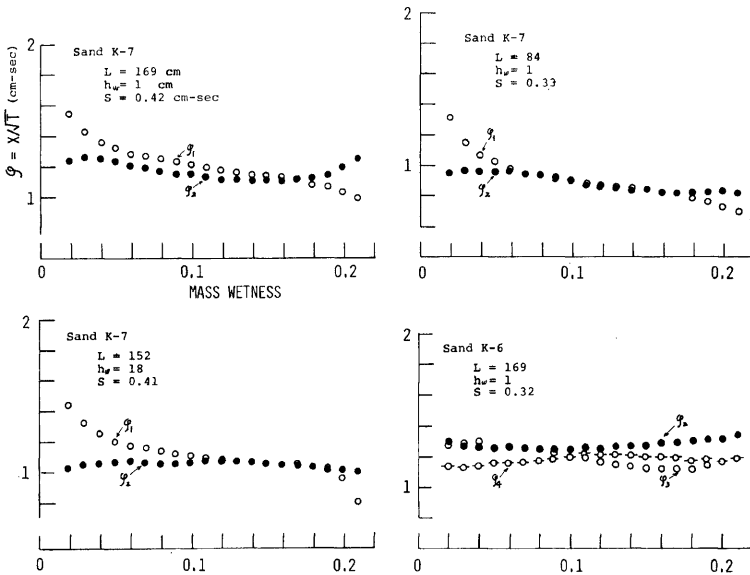 2
Sand K-7
L = 169 cm
h_w= 1 cm
S = 0.42 cm-sec
φ = X/√T (cm-sec)
φ₁
φ₂
1
0 0.1 0.2
MASS WETNESS
2
Sand K-7
L = 84
h_w= 1
S = 0.33
φ₁
1
φ₂
0 0.1 0.2
2
Sand K-7
L = 152
h_w= 18
S = 0.41
φ₁
1
φ₂
0 0.1 0.2
2
Sand K-6
L = 169
h_w= 1
S = 0.32
φ₂
1
φ₄
φ₃
0 0.1 0.2